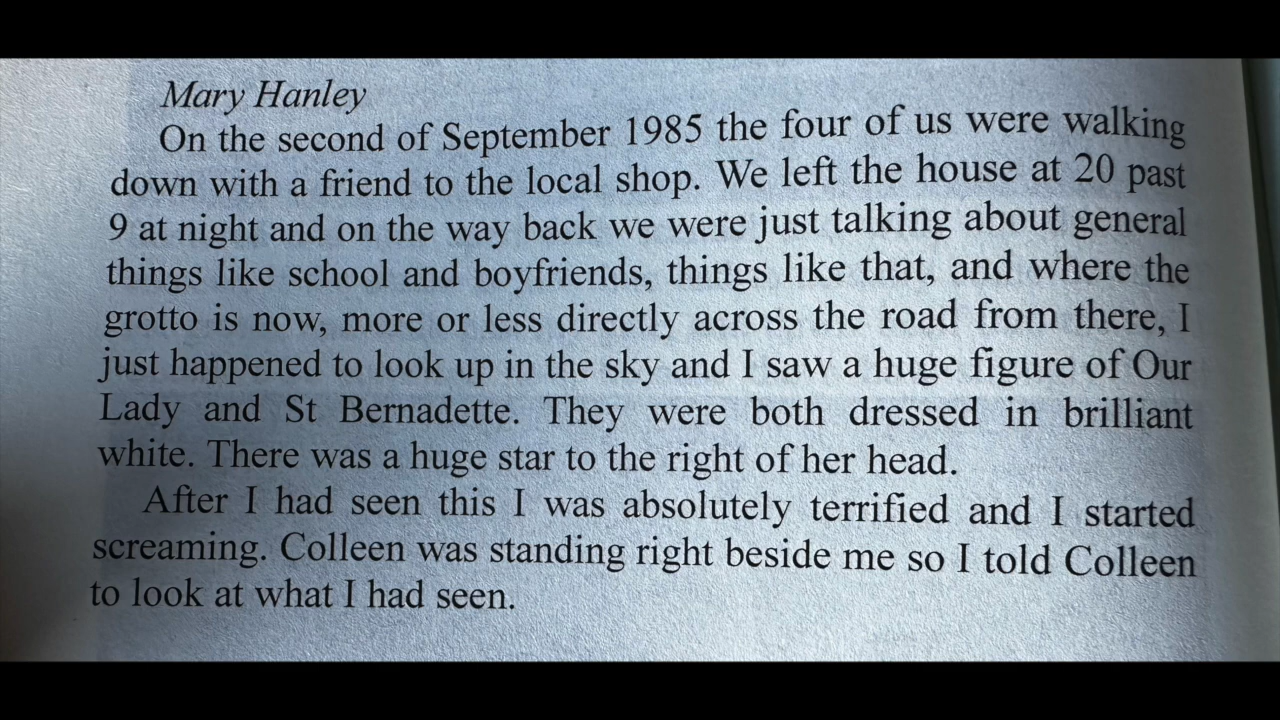 Mary Hanley
On the second of September 1985 the four of us were walking
down with a friend to the local shop. We left the house at 20 past
9 at night and on the way back we were just talking about general
things like school and boyfriends, things like that, and where the
grotto is now, more or less directly across the road from there, I
just happened to look up in the sky and I saw a huge figure of Our
Lady and St Bernadette. They were both dressed in brilliant
white. There was a huge star to the right of her head.
After I had seen this I was absolutely terrified and I started
screaming. Colleen was standing right beside me so I told Colleen
to look at what I had seen.